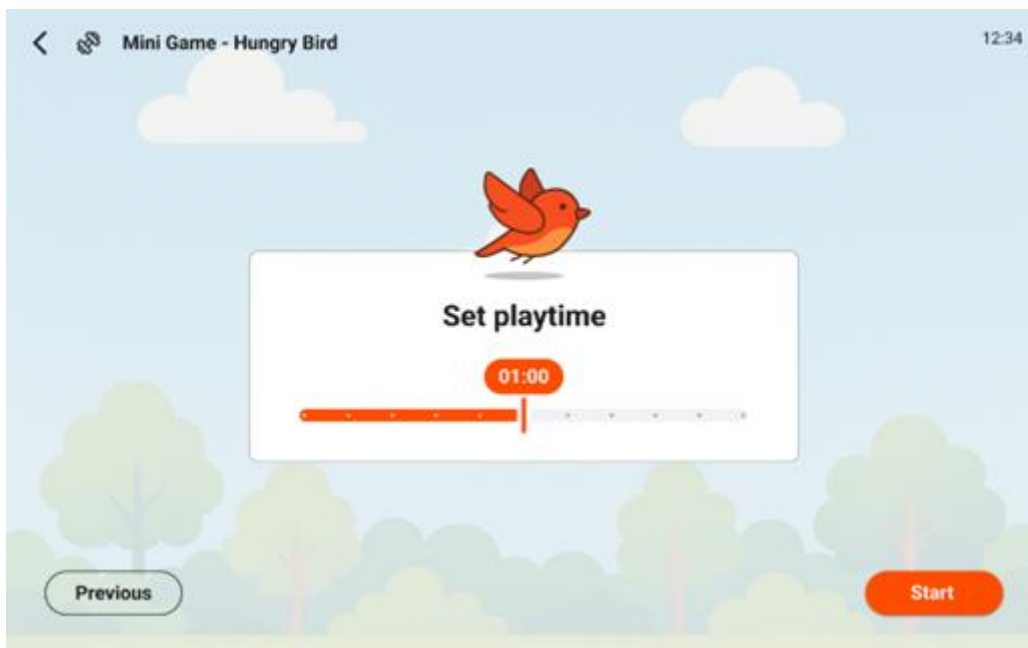 Mini Game - Hungry Bird
12:34
Set playtime
01:00
Previous
Start